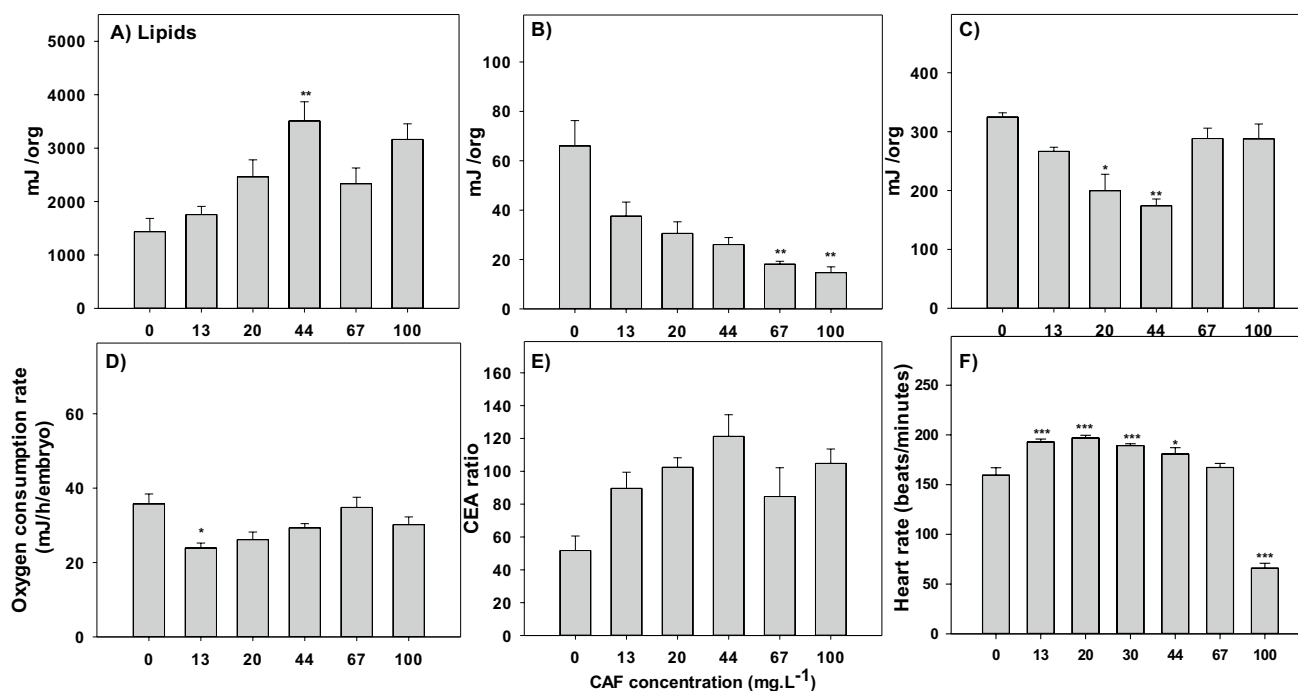 A) Lipids
mJ /org
5000
4000
3000
2000
1000
0
**
0 13 20 44 67 100
B)
mJ /org
100
80
60
40
20
0
** **
0 13 20 44 67 100
C)
mJ /org
400
300
200
100
0
* **
0 13 20 44 67 100
D)
Oxygen consumption rate
(mJ/h/embryo)
60
40
20
0
*
0 13 20 44 67 100
E)
CEA ratio
160
140
120
100
80
60
40
20
0
0 13 20 44 67 100
CAF concentration (mg.L-1)
F)
Heart rate (beats/minutes)
250
200
150
100
50
0
*** *** *** * ***
0 13 20 30 44 67 100